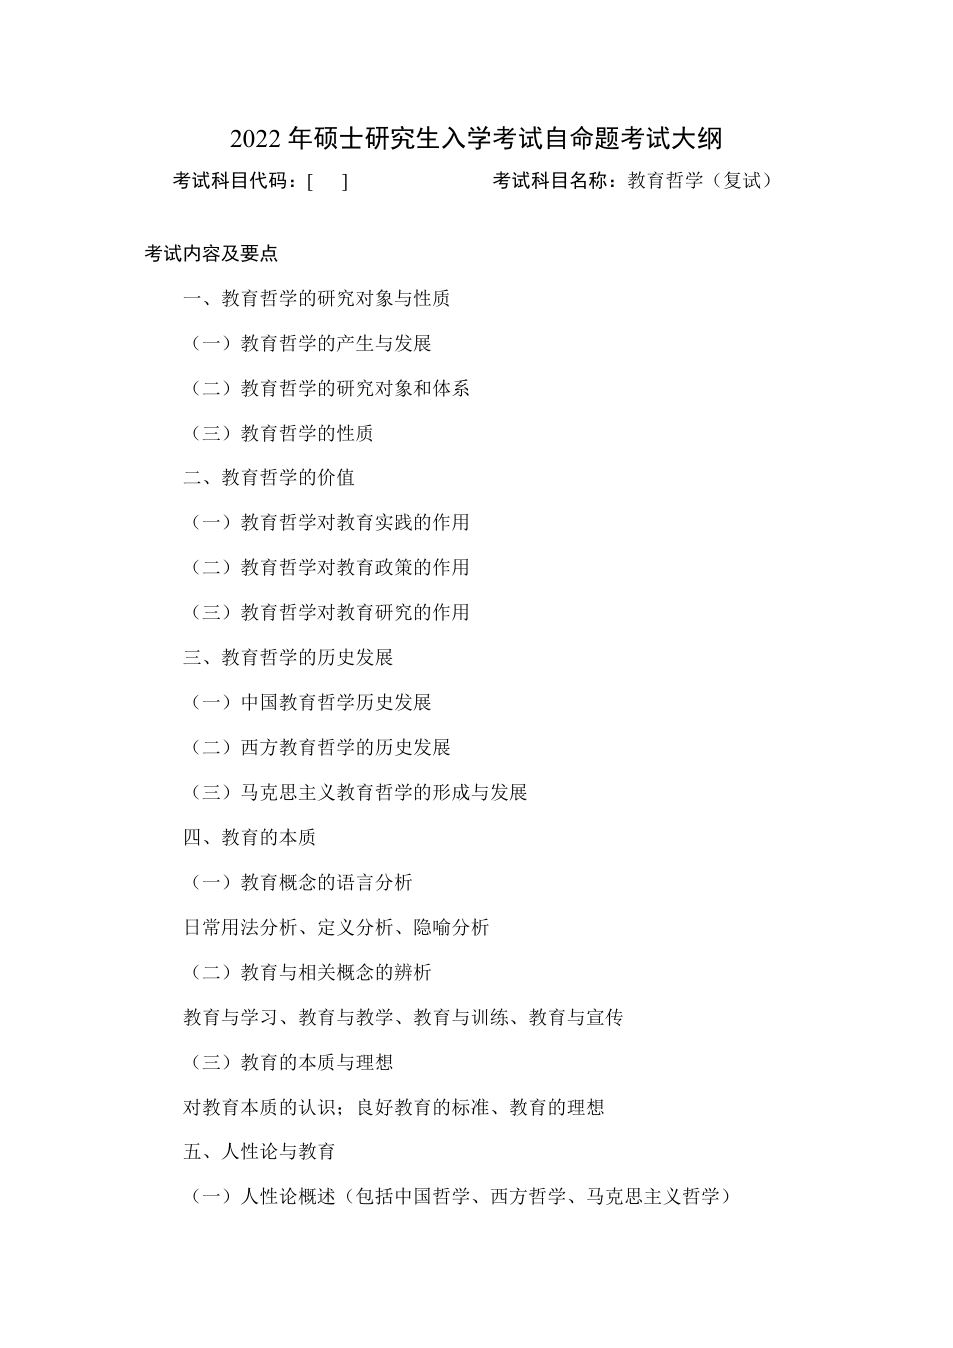 2022 年硕士研究生入学考试自命题考试大纲
考试科目代码：[ ] 考试科目名称：教育哲学（复试）
考试内容及要点
一、教育哲学的研究对象与性质
（一）教育哲学的产生与发展
（二）教育哲学的研究对象和体系
（三）教育哲学的性质
二、教育哲学的价值
（一）教育哲学对教育实践的作用
（二）教育哲学对教育政策的作用
（三）教育哲学对教育研究的作用
三、教育哲学的历史发展
（一）中国教育哲学历史发展
（二）西方教育哲学的历史发展
（三）马克思主义教育哲学的形成与发展
四、教育的本质
（一）教育概念的语言分析
日常用法分析、定义分析、隐喻分析
（二）教育与相关概念的辨析
教育与学习、教育与教学、教育与训练、教育与宣传
（三）教育的本质与理想
对教育本质的认识；良好教育的标准、教育的理想
五、人性论与教育
（一）人性论概述（包括中国哲学、西方哲学、马克思主义哲学）